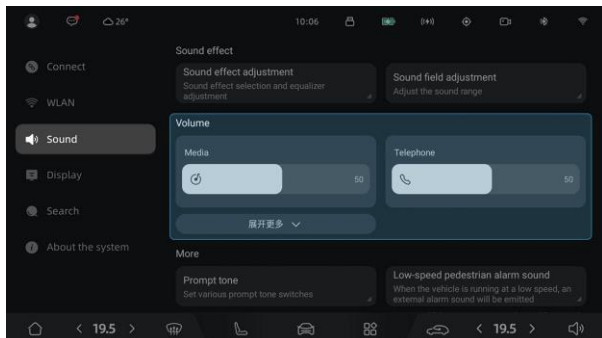 26°
10:06
Connect
WLAN
Sound
Display
Search
About the system
Sound effect
Sound effect adjustment
Sound effect selection and equalizer
adjustment
Sound field adjustment
Adjust the sound range
Volume
Media
50
Telephone
50
展开更多
More
Prompt tone
Set various prompt tone switches
Low-speed pedestrian alarm sound
When the vehicle is running at a low speed, an
external alarm sound will be emitted
19.5
19.5